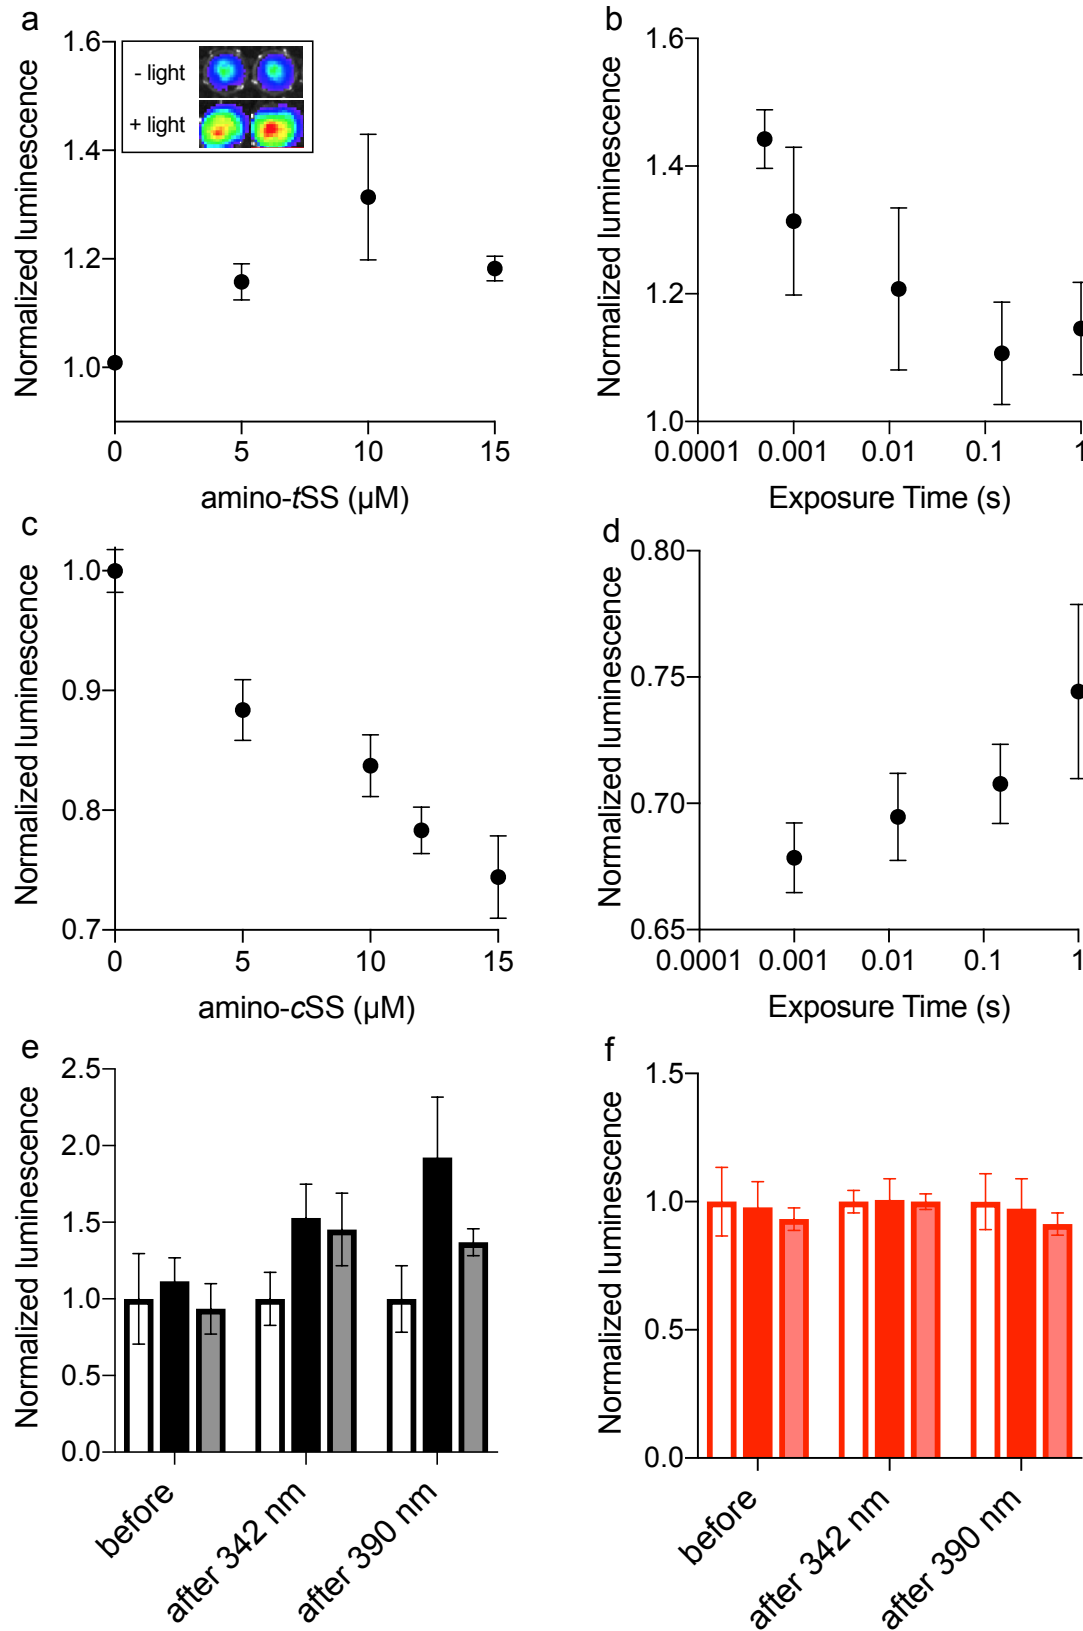 a
Normalized luminescence
1.6
1.4
1.2
1.0
- light
+ light
0
5
10
15
amino-tSS (μM)
b
Normalized luminescence
1.6
1.4
1.2
1.0
0.0001
0.001
0.01
0.1
1
Exposure Time (s)
c
Normalized luminescence
1.0
0.9
0.8
0.7
0
5
10
15
amino-cSS (μM)
d
Normalized luminescence
0.80
0.75
0.70
0.65
0.0001
0.001
0.01
0.1
1
Exposure Time (s)
e
Normalized luminescence
2.5
2.0
1.5
1.0
0.5
0.0
before
after 342 nm
after 390 nm
f
Normalized luminescence
1.5
1.0
0.5
0.0
before
after 342 nm
after 390 nm